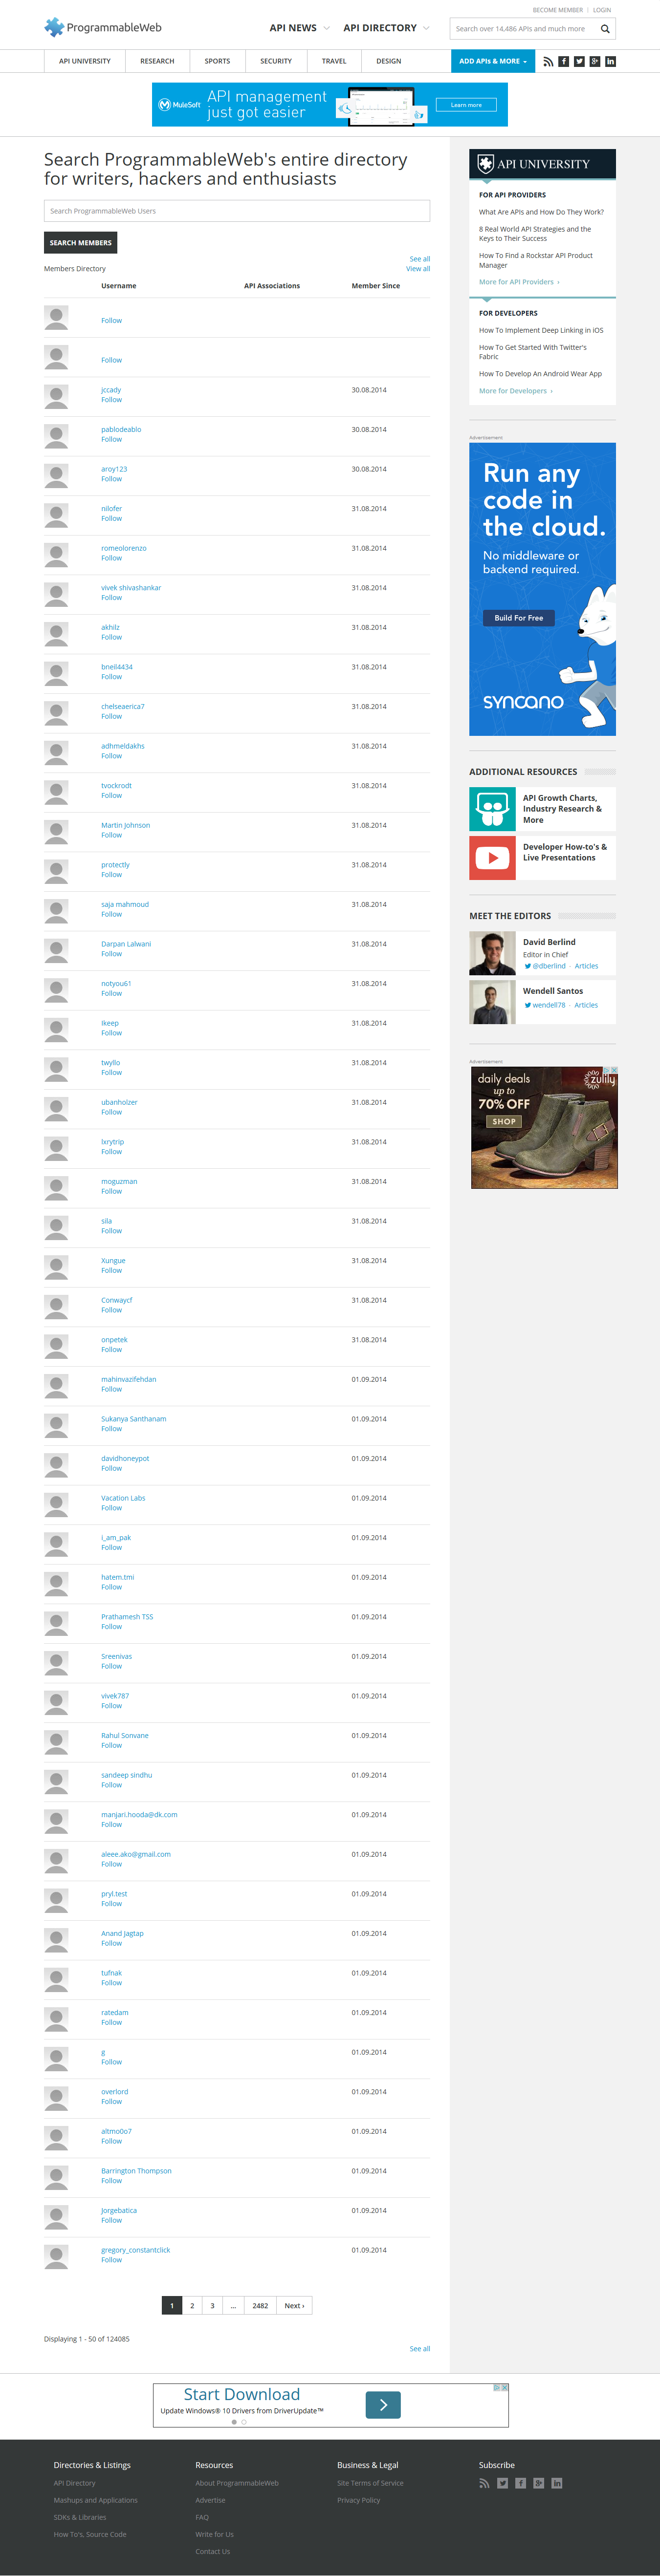 BECOME MEMBER | LOGIN
ProgrammableWeb
API NEWS
API DIRECTORY
Search over 14,486 APIs and much more
API UNIVERSITY
RESEARCH
SPORTS
SECURITY
TRAVEL
DESIGN
ADD APIs & MORE
MuleSoft
API management
just got easier
Learn more
Search ProgrammableWeb's entire directory
for writers, hackers and enthusiasts
Search ProgrammableWeb Users
SEARCH MEMBERS
See all
Members Directory
View all
Username API Associations Member Since
Follow
Follow
jccady 30.08.2014
Follow
pablodeablo 30.08.2014
Follow
aroy123 30.08.2014
Follow
nilofer 31.08.2014
Follow
romeolorenzo 31.08.2014
Follow
vivek shivashankar 31.08.2014
Follow
akhilz 31.08.2014
Follow
bneil4434 31.08.2014
Follow
chelseaerica7 31.08.2014
Follow
adhmeldakhs 31.08.2014
Follow
tvockrodt 31.08.2014
Follow
Martin Johnson 31.08.2014
Follow
protectly 31.08.2014
Follow
saja mahmoud 31.08.2014
Follow
Darpan Lalwani 31.08.2014
Follow
notyou61 31.08.2014
Follow
31.08.2014
Follow
twyllo 31.08.2014
Follow
ubanholzer 31.08.2014
Follow
31.08.2014
Follow
moguzman 31.08.2014
Follow
sila 31.08.2014
Follow
Xungue 31.08.2014
Follow
Conwaycf 31.08.2014
Follow
onpetek 31.08.2014
Follow
mahinvazifehdan 01.09.2014
Follow
Sukanya Santhanam 01.09.2014
Follow
davidhoneypot 01.09.2014
Follow
Vacation Labs 01.09.2014
Follow
i_am_pak 01.09.2014
Follow
hatem.tmi 01.09.2014
Follow
Prathamesh TSS 01.09.2014
Follow
Sreenivas 01.09.2014
Follow
vivek787 01.09.2014
Follow
Rahul Sonvane 01.09.2014
Follow
sandeep sindhu 01.09.2014
Follow
manjari.hooda@dk.com 01.09.2014
Follow
aleee.ako@gmail.com 01.09.2014
Follow
pryl.test 01.09.2014
Follow
Anand Jagtap 01.09.2014
Follow
tufnak 01.09.2014
Follow
ratedam 01.09.2014
Follow
g 01.09.2014
Follow
overlord 01.09.2014
Follow
altmo0o7 01.09.2014
Follow
Barrington Thompson 01.09.2014
Follow
Jorgebatica 01.09.2014
Follow
gregory_constantclick 01.09.2014
Follow
1 2 3 ... 2482 Next ›
Displaying 1 - 50 of 124085
See all
API UNIVERSITY
FOR API PROVIDERS
What Are APIs and How Do They Work?
8 Real World API Strategies and the
Keys to Their Success
How To Find a Rockstar API Product
Manager
More for API Providers ›
FOR DEVELOPERS
How To Implement Deep Linking in iOS
How To Get Started With Twitter's
Fabric
How To Develop An Android Wear App
More for Developers ›
Advertisement
Run any
code in
the cloud.
No middleware or
backend required.
Build For Free
syncano
ADDITIONAL RESOURCES
API Growth Charts,
Industry Research &
More
Developer How-to's &
Live Presentations
MEET THE EDITORS
David Berlind
Editor in Chief
@dberlind · Articles
Wendell Santos
wendell78 · Articles
Advertisement
daily deals
up to
70% OFF
SHOP
zulily
Start Download
Update Windows® 10 Drivers from DriverUpdate™
Directories & Listings
API Directory
Mashups and Applications
SDKs & Libraries
How To's, Source Code
Resources
About ProgrammableWeb
Advertise
FAQ
Write for Us
Contact Us
Business & Legal
Site Terms of Service
Privacy Policy
Subscribe